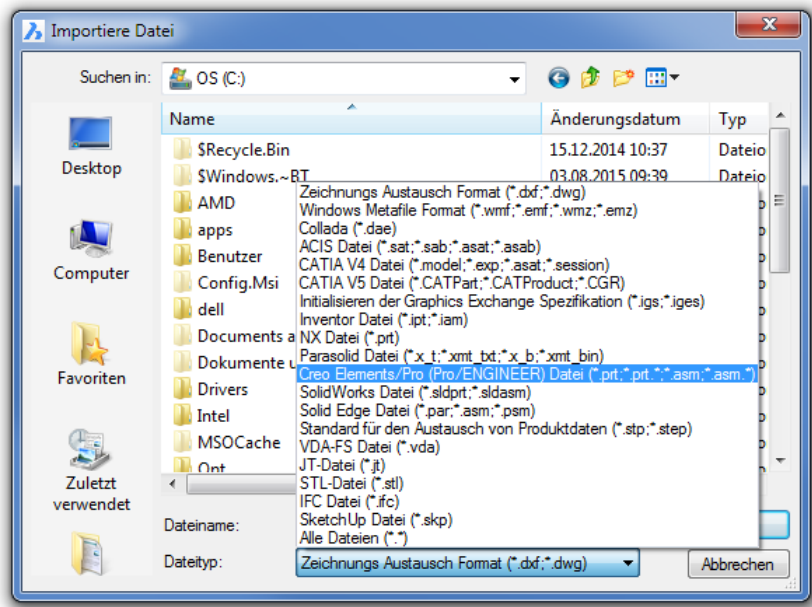 Importiere Datei
Suchen in: OS (C:)
Name Änderungsdatum Typ
$Recycle.Bin 15.12.2014 10:37 Dateio
$Windows.~BT 03.08.2015 09:39 Dateio
AMD
apps
Benutzer
Config.Msi
dell
Documents a
Dokumente u
Drivers
Intel
MSOCache
Opt
Desktop
Computer
Favoriten
Zuletzt
verwendet
Zeichnungs Austausch Format (*.dxf;*.dwg)
Windows Metafile Format (*.wmf;*.emf;*.wmz;*.emz)
Collada (*.dae)
ACIS Datei (*.sat;*.sab;*.asat;*.asab)
CATIA V4 Datei (*.model;*.exp;*.asat;*.session)
CATIA V5 Datei (*.CATPart;*.CATProduct;*.CGR)
Initialisieren der Graphics Exchange Spezifikation (*.igs;*.iges)
Inventor Datei (*.ipt;*.iam)
NX Datei (*.prt)
Parasolid Datei (*.x_t;*.xmt_txt;*.x_b;*.xmt_bin)
Creo Elements/Pro (Pro/ENGINEER) Datei (*.prt;*.prt.*;*.asm;*.asm.*)
SolidWorks Datei (*.sldprt;*.sldasm)
Solid Edge Datei (*.par;*.asm;*.psm)
Standard für den Austausch von Produktdaten (*.stp;*.step)
VDA-FS Datei (*.vda)
JT-Datei (*.jt)
STL-Datei (*.stl)
IFC Datei (*.ifc)
SketchUp Datei (*.skp)
Alle Dateien (*.*)
Dateiname:
Dateityp: Zeichnungs Austausch Format (*.dxf;*.dwg) Abbrechen